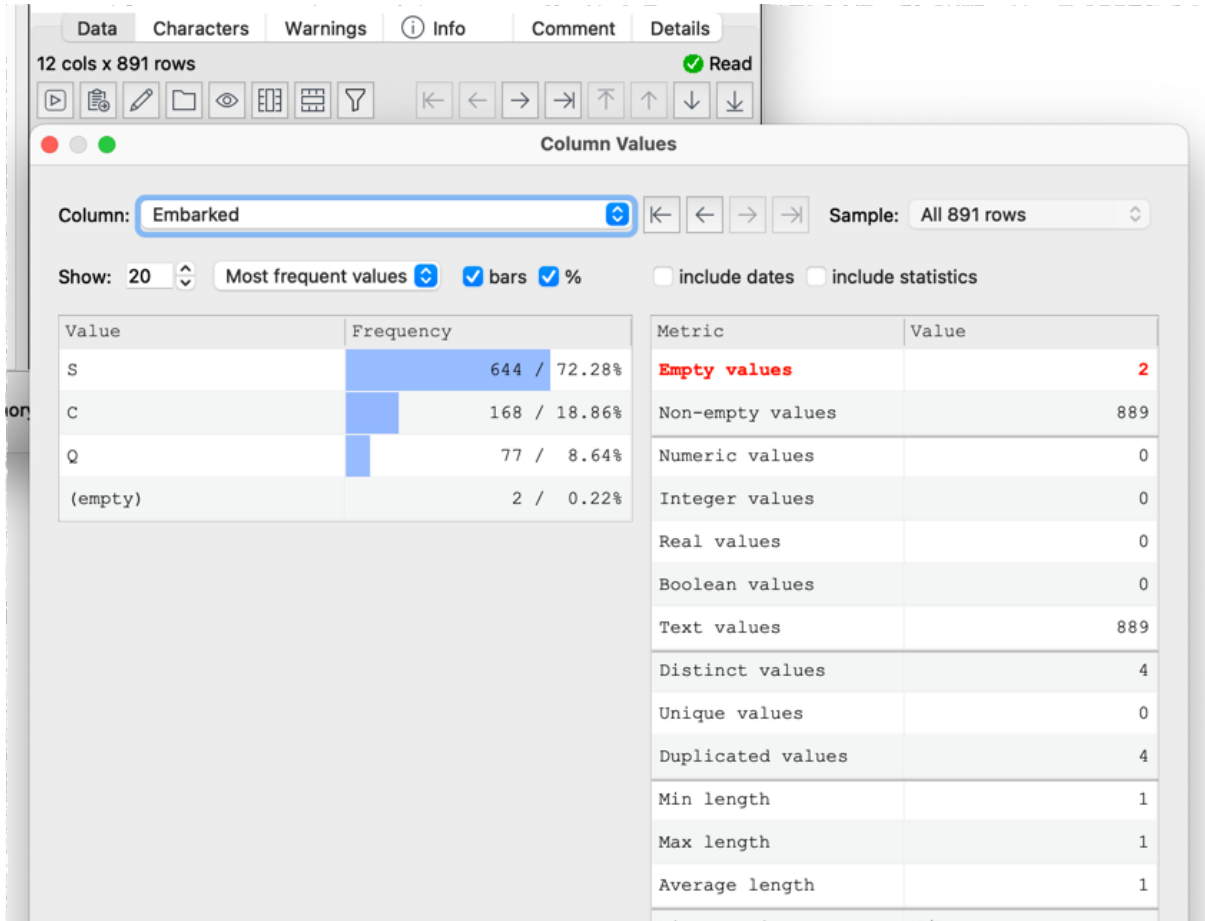 Data Characters Warnings Info Comment Details
12 cols x 891 rows Read
Column Values
Column: Embarked Sample: All 891 rows
Show: 20 Most frequent values bars % include dates include statistics
Value Frequency Metric Value
S 644 / 72.28% Empty values 2
C 168 / 18.86% Non-empty values 889
Q 77 / 8.64% Numeric values 0
(empty) 2 / 0.22% Integer values 0
Real values 0
Boolean values 0
Text values 889
Distinct values 4
Unique values 0
Duplicated values 4
Min length 1
Max length 1
Average length 1